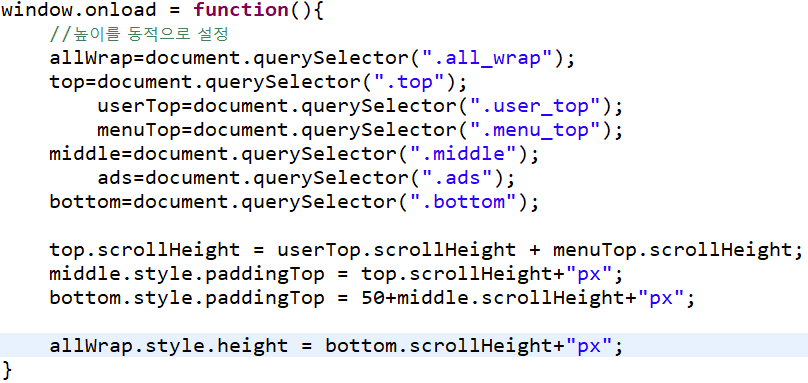 window.onload = function(){
//높이를 동적으로 설정
allWrap=document.querySelector(".all_wrap");
top=document.querySelector(".top");
userTop=document.querySelector(".user_top");
menuTop=document.querySelector(".menu_top");
middle=document.querySelector(".middle");
ads=document.querySelector(".ads");
bottom=document.querySelector(".bottom");
top.scrollHeight = userTop.scrollHeight + menuTop.scrollHeight;
middle.style.paddingTop = top.scrollHeight+"px";
bottom.style.paddingTop = 50+middle.scrollHeight+"px";
allWrap.style.height = bottom.scrollHeight+"px";
}